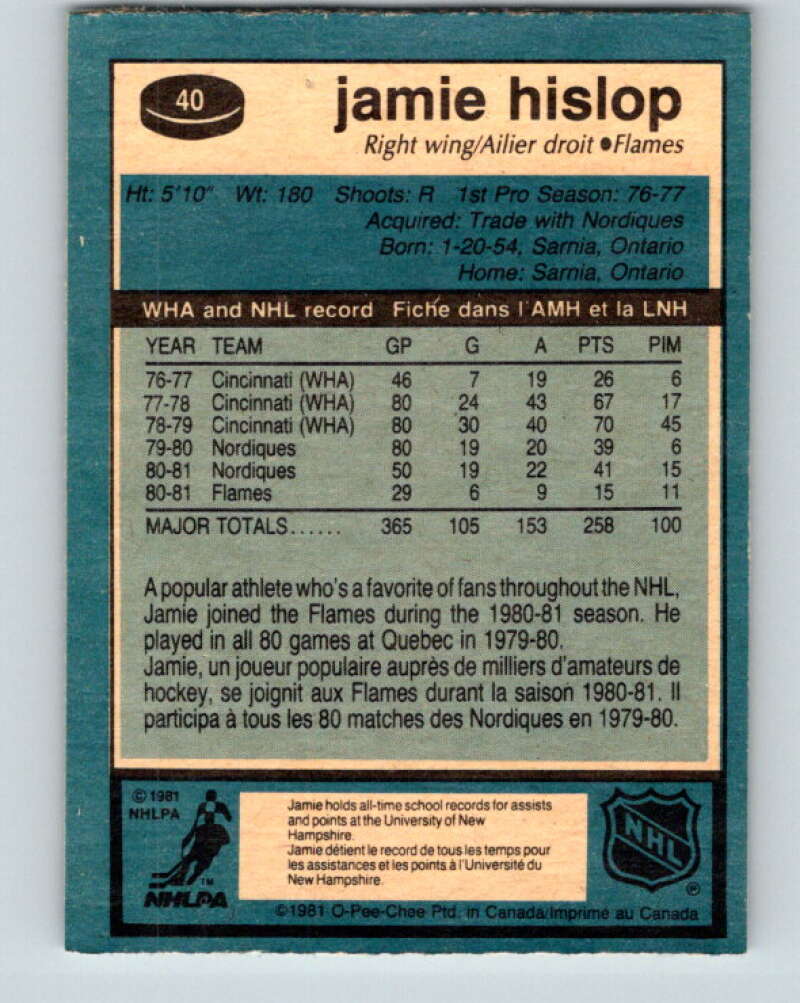 40
jamie hislop
Right wing/Ailier droit ●Flames
Ht: 5'10" Wt: 180 Shoots: R 1st Pro Season: 76-77
Acquired: Trade with Nordiques
Born: 1-20-54, Sarnia, Ontario
Home: Sarnia, Ontario
WHA and NHL record Fiche dans l'AMH et la LNH
YEAR TEAM GP G A PTS PIM
76-77 Cincinnati (WHA) 46 7 19 26 6
77-78 Cincinnati (WHA) 80 24 43 67 17
78-79 Cincinnati (WHA) 80 30 40 70 45
79-80 Nordiques 80 19 20 39 6
80-81 Nordiques 50 19 22 41 15
80-81 Flames 29 6 9 15 11
MAJOR TOTALS...... 365 105 153 258 100
A popular athlete who's a favorite of fans throughout the NHL,
Jamie joined the Flames during the 1980-81 season. He
played in all 80 games at Quebec in 1979-80.
Jamie, un joueur populaire auprès de milliers d'amateurs de
hockey, se joignit aux Flames durant la saison 1980-81. Il
participa à tous les 80 matches des Nordiques en 1979-80.
© 1981
NHLPA
TM
NHLPA
Jamie holds all-time school records for assists
and points at the University of New
Hampshire.
Jamie détient le record de tous les temps pour
les assistances et les points à l'Université du
New Hampshire.
NHL
®
©1981 O-Pee-Chee Ptd. in Canada/Imprimé au Canada